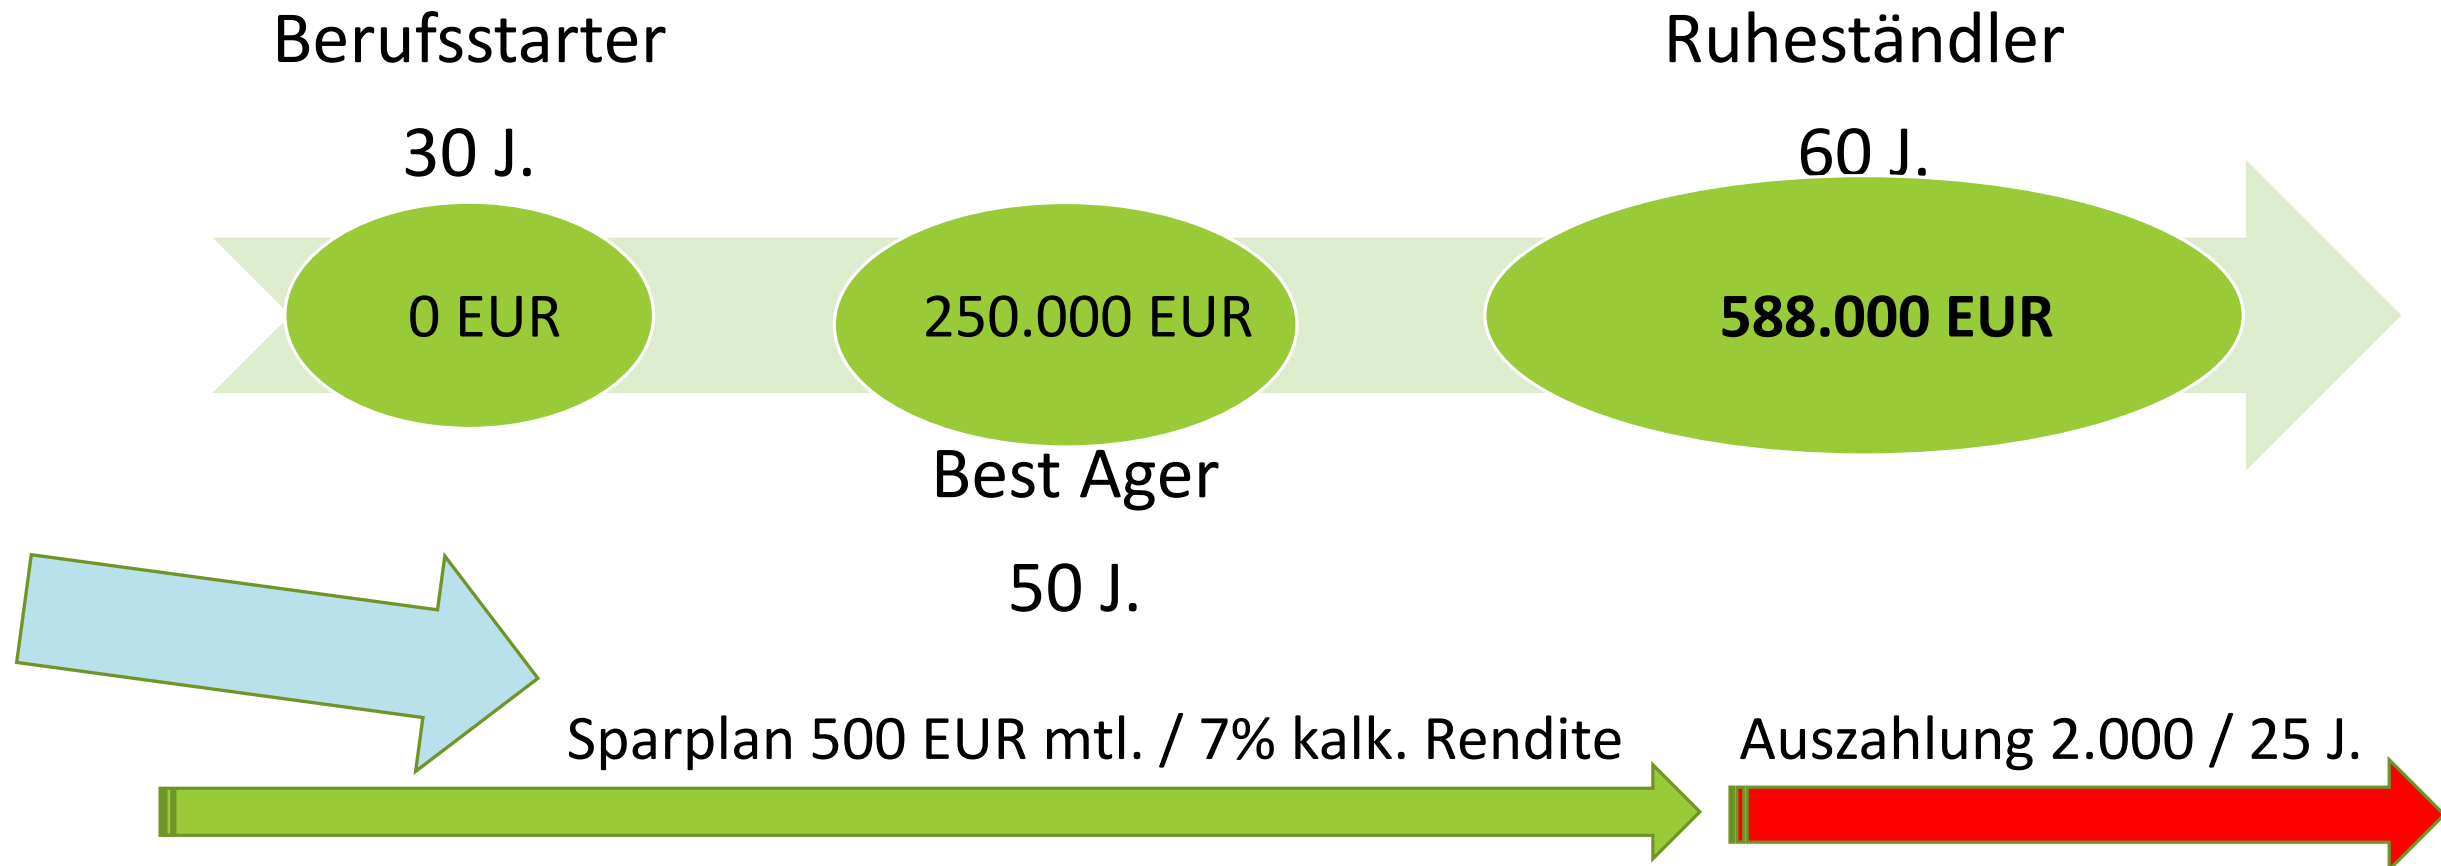 Berufsstarter
30 J.
Ruheständler
60 J.
0 EUR
250.000 EUR
588.000 EUR
Best Ager
50 J.
Sparplan 500 EUR mtl. / 7% kalk. Rendite
Auszahlung 2.000 / 25 J.